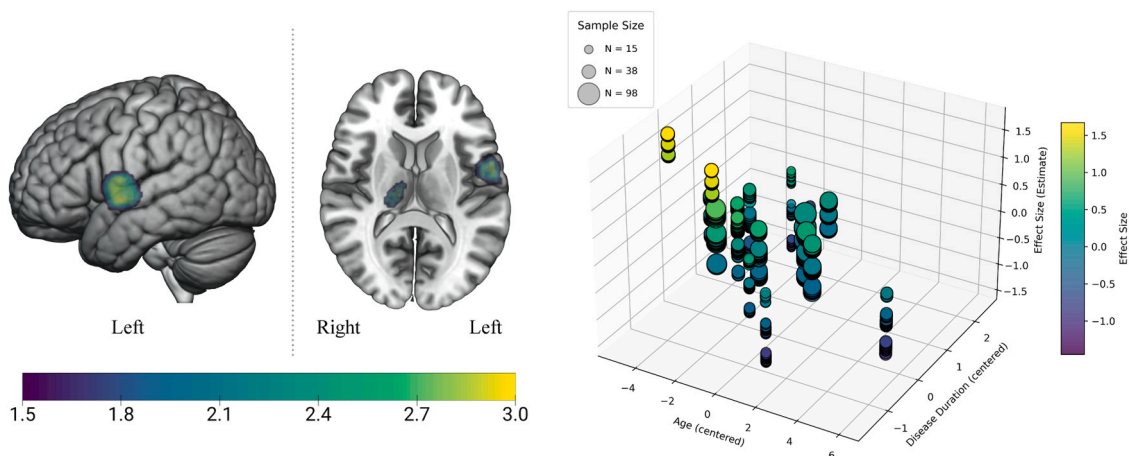 Left
Right
Left
1.5
1.8
2.1
2.4
2.7
3.0
Sample Size
N = 15
N = 38
N = 98
−4
−2
0
2
4
6
Age (centered)
−1
0
1
2
Disease Duration (centered)
1.5
1.0
0.5
0.0
−0.5
−1.0
−1.5
Effect Size (Estimate)
1.5
1.0
0.5
0.0
−0.5
−1.0
Effect Size